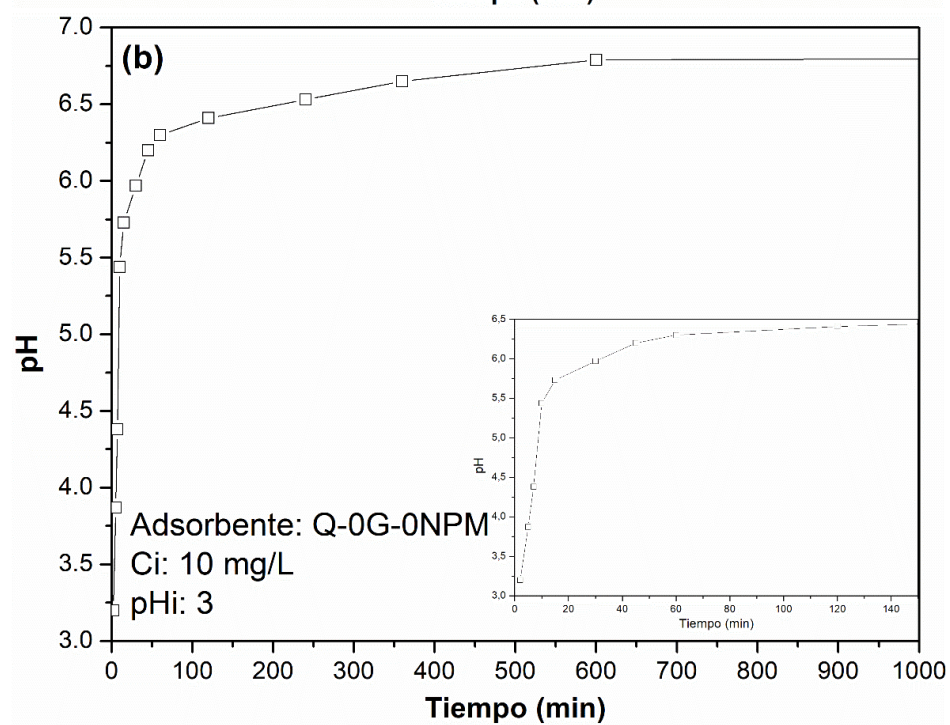 (b)
7.0
6.5
6.0
5.5
5.0
4.5
4.0
3.5
3.0
pH
Adsorbente: Q-0G-0NPM
Ci: 10 mg/L
pHi: 3
0 100 200 300 400 500 600 700 800 900 1000
Tiempo (min)
6,5
6,0
5,5
5,0
4,5
4,0
3,5
3,0
pH
0 20 40 60 80 100 120 140
Tiempo (min)